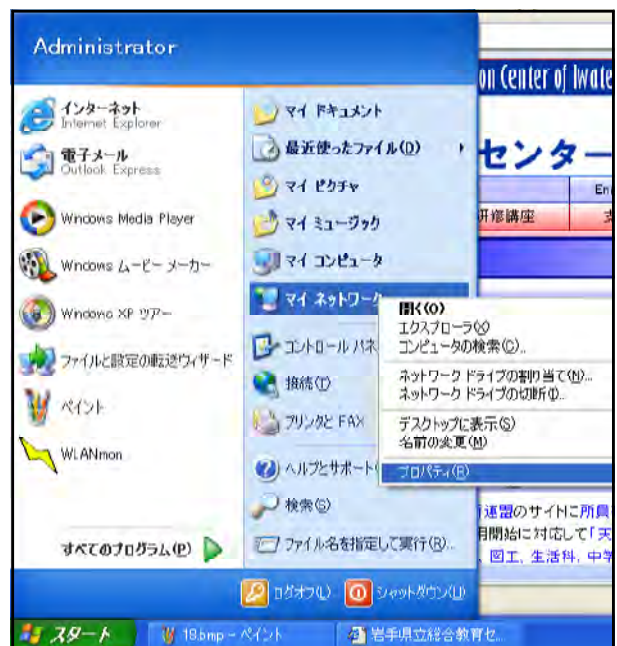 Administrator
on Center of Iwate
インターネット
Internet Explorer
電子メール
Outlook Express
Windows Media Player
Windows ムービー メーカー
Windows XP ツアー
ファイルと設定の転送ウィザード
ペイント
WLANmon
すべてのプログラム(P)
マイ ドキュメント
最近使ったファイル(D)
マイ ピクチャ
マイ ミュージック
マイ コンピュータ
マイ ネットワーク
コントロール パネ
接続(T)
プリンタと FAX
ヘルプとサポート
検索(S)
ファイル名を指定して実行(R)...
開く(O)
エクスプローラ(X)
コンピュータの検索(C)...
ネットワーク ドライブの割り当て(N)...
ネットワーク ドライブの切断(I)...
デスクトップに表示(S)
名前の変更(M)
プロパティ(R)
センター
En
研修講座
連盟のサイトに所員
月開始に対応して「天
、図工、生活科、中学
ログオフ(L)
シャットダウン(U)
スタート
18.bmp - ペイント
岩手県立総合教育セ...